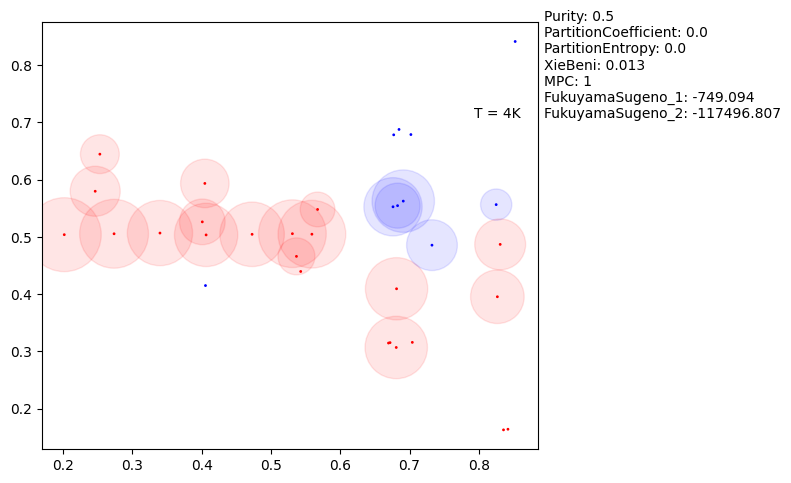 Purity: 0.5
PartitionCoefficient: 0.0
PartitionEntropy: 0.0
XieBeni: 0.013
MPC: 1
FukuyamaSugeno_1: -749.094
FukuyamaSugeno_2: -117496.807
T = 4K
0.8
0.7
0.6
0.5
0.4
0.3
0.2
0.2 0.3 0.4 0.5 0.6 0.7 0.8